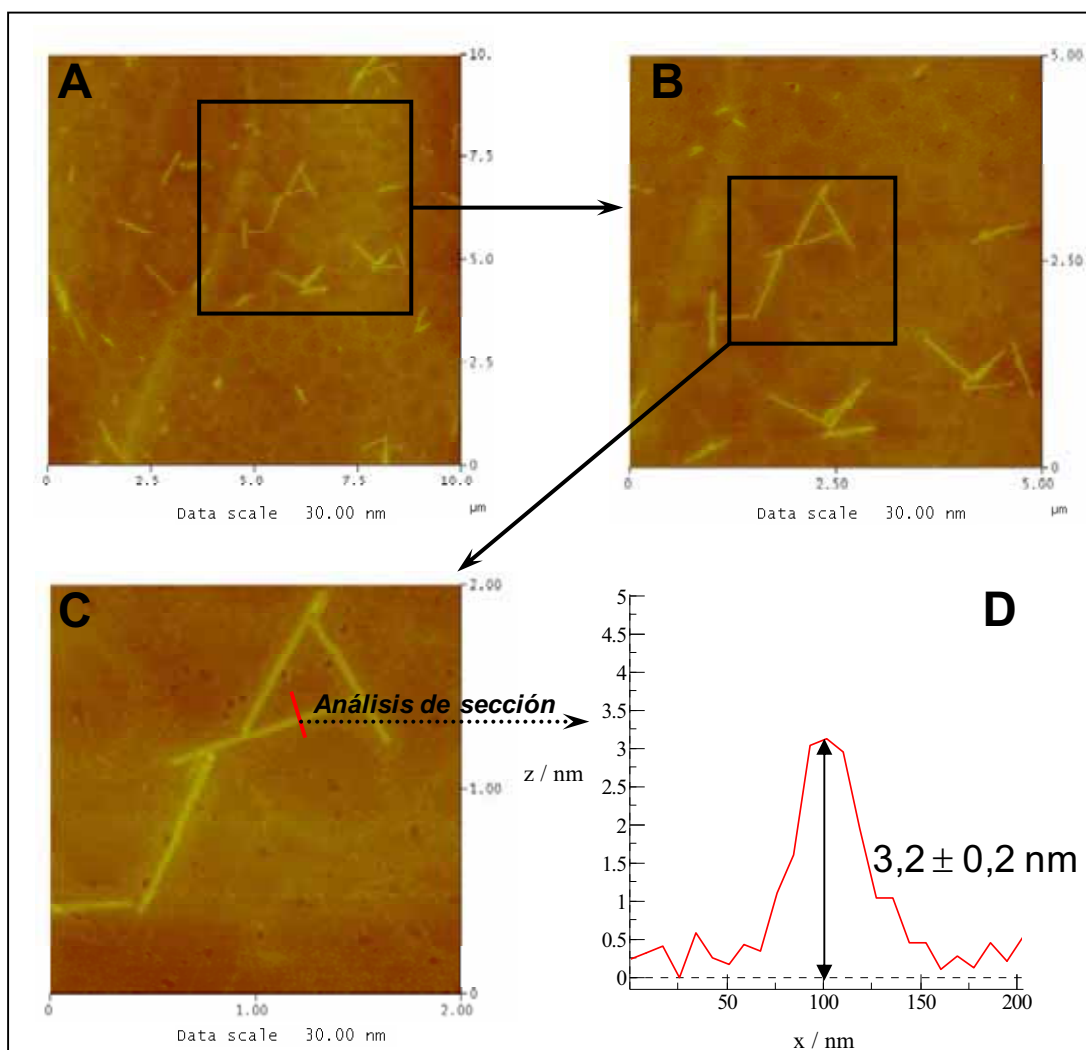 A
10.
7.5
5.0
2.5
0
0
2.5
5.0
7.5
10.0
µm
Data scale 30.00 nm
B
5.00
2.50
0
0
2.50
5.00
µm
Data scale 30.00 nm
C
2.00
1.00
0
0
1.00
2.00
Data scale 30.00 nm
Análisis de sección
D
5
4.5
4
3.5
3
2.5
2
1.5
1
0.5
0
z / nm
3,2 ± 0,2 nm
50
100
150
200
x / nm